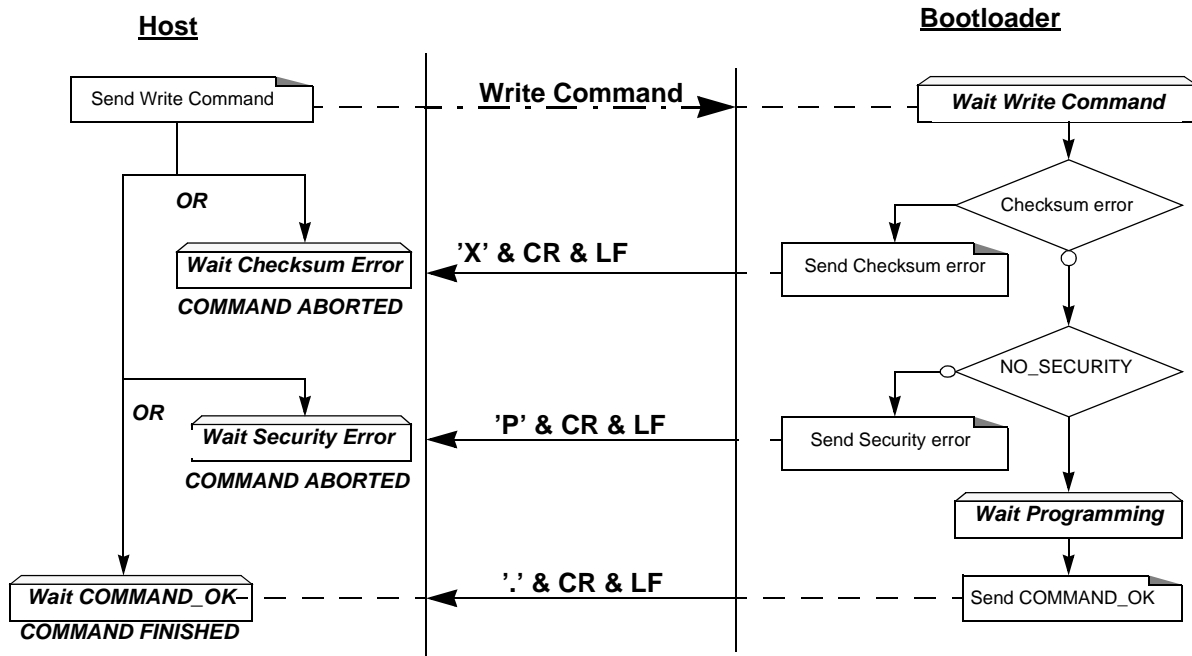 Host
Bootloader
Send Write Command
Write Command
Wait Write Command
OR
Checksum error
Wait Checksum Error
’X’ & CR & LF
Send Checksum error
COMMAND ABORTED
NO_SECURITY
OR
Wait Security Error
’P’ & CR & LF
Send Security error
COMMAND ABORTED
Wait Programming
Wait COMMAND_OK
’.’ & CR & LF
Send COMMAND_OK
COMMAND FINISHED